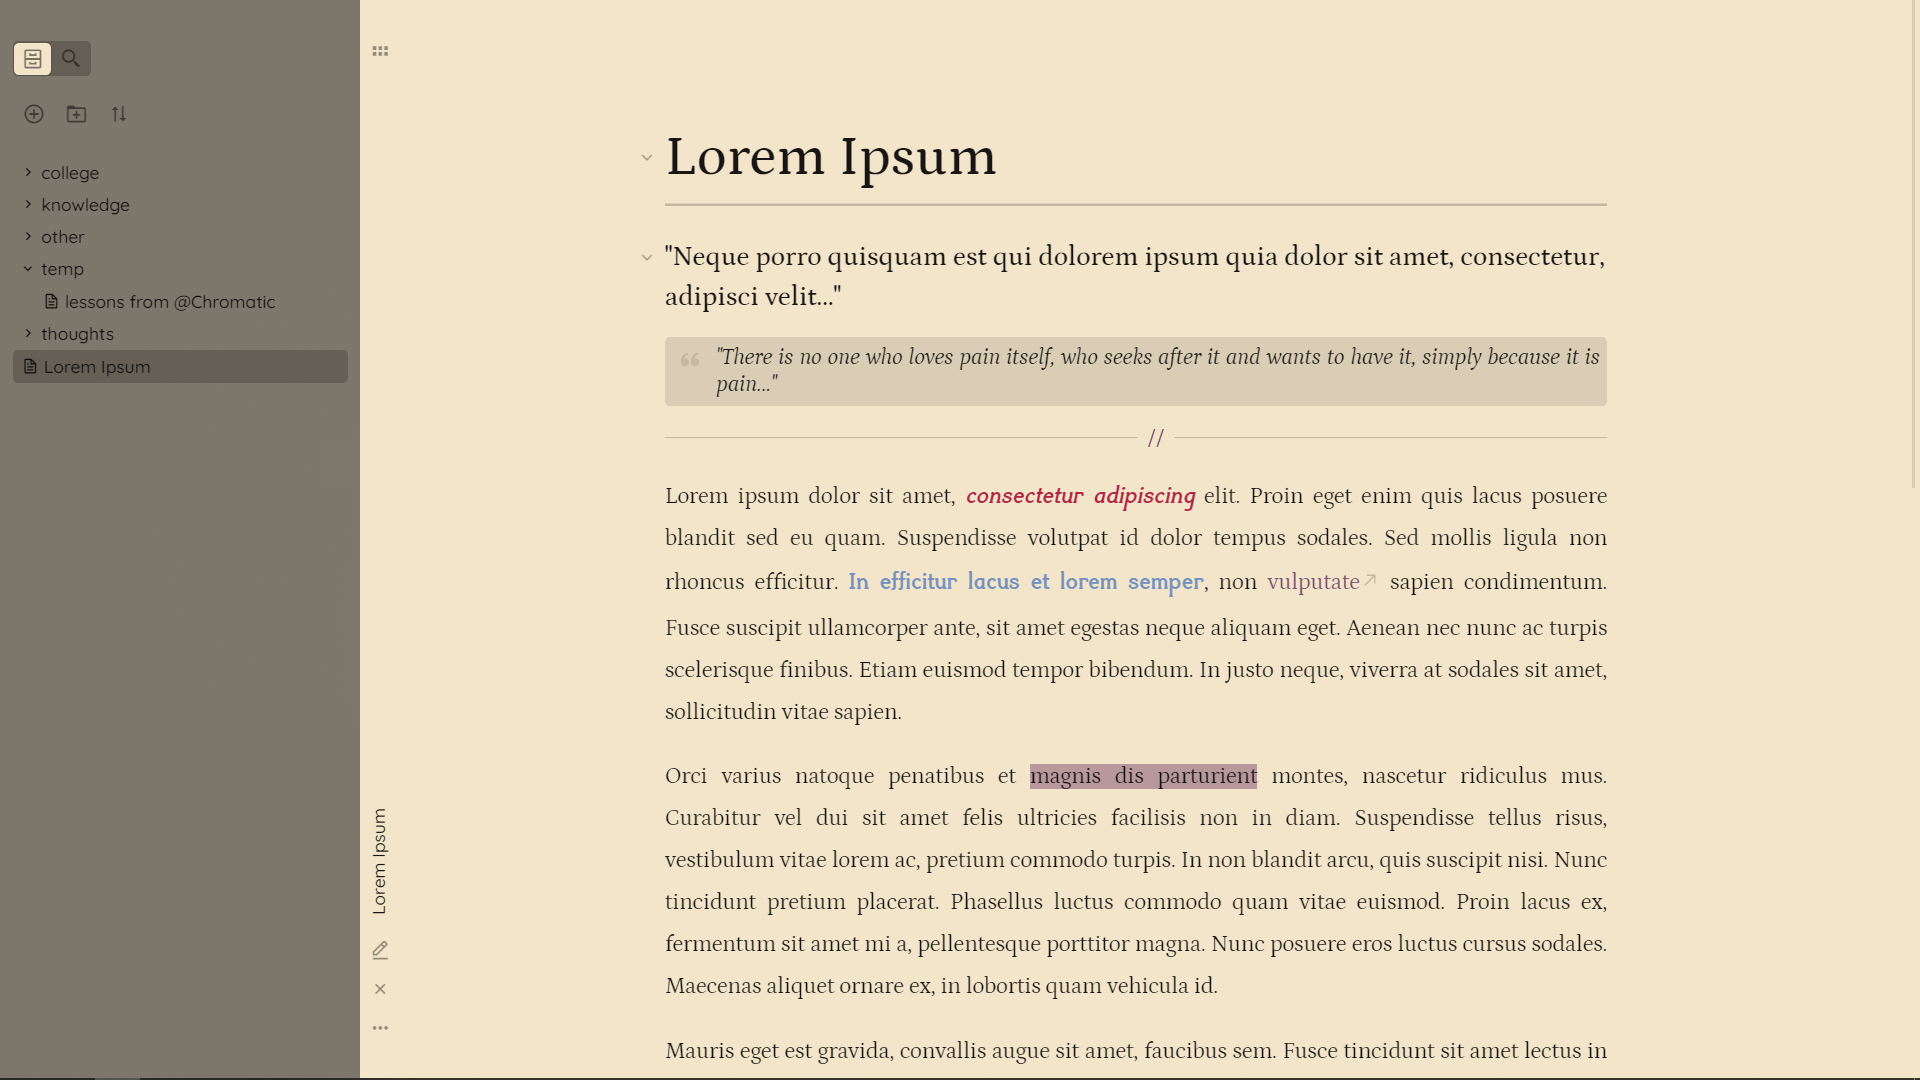 college
knowledge
other
temp
lessons from @Chromatic
thoughts
Lorem Ipsum
Lorem Ipsum
Lorem Ipsum
"Neque porro quisquam est qui dolorem ipsum quia dolor sit amet, consectetur,
adipisci velit..."
"There is no one who loves pain itself, who seeks after it and wants to have it, simply because it is
pain..."
//
Lorem ipsum dolor sit amet, consectetur adipiscing elit. Proin eget enim quis lacus posuere
blandit sed eu quam. Suspendisse volutpat id dolor tempus sodales. Sed mollis ligula non
rhoncus efficitur. In efficitur lacus et lorem semper, non vulputate sapien condimentum.
Fusce suscipit ullamcorper ante, sit amet egestas neque aliquam eget. Aenean nec nunc ac turpis
scelerisque finibus. Etiam euismod tempor bibendum. In justo neque, viverra at sodales sit amet,
sollicitudin vitae sapien.
Orci varius natoque penatibus et magnis dis parturient montes, nascetur ridiculus mus.
Curabitur vel dui sit amet felis ultricies facilisis non in diam. Suspendisse tellus risus,
vestibulum vitae lorem ac, pretium commodo turpis. In non blandit arcu, quis suscipit nisi. Nunc
tincidunt pretium placerat. Phasellus luctus commodo quam vitae euismod. Proin lacus ex,
fermentum sit amet mi a, pellentesque porttitor magna. Nunc posuere eros luctus cursus sodales.
Maecenas aliquet ornare ex, in lobortis quam vehicula id.
Mauris eget est gravida, convallis augue sit amet, faucibus sem. Fusce tincidunt sit amet lectus in